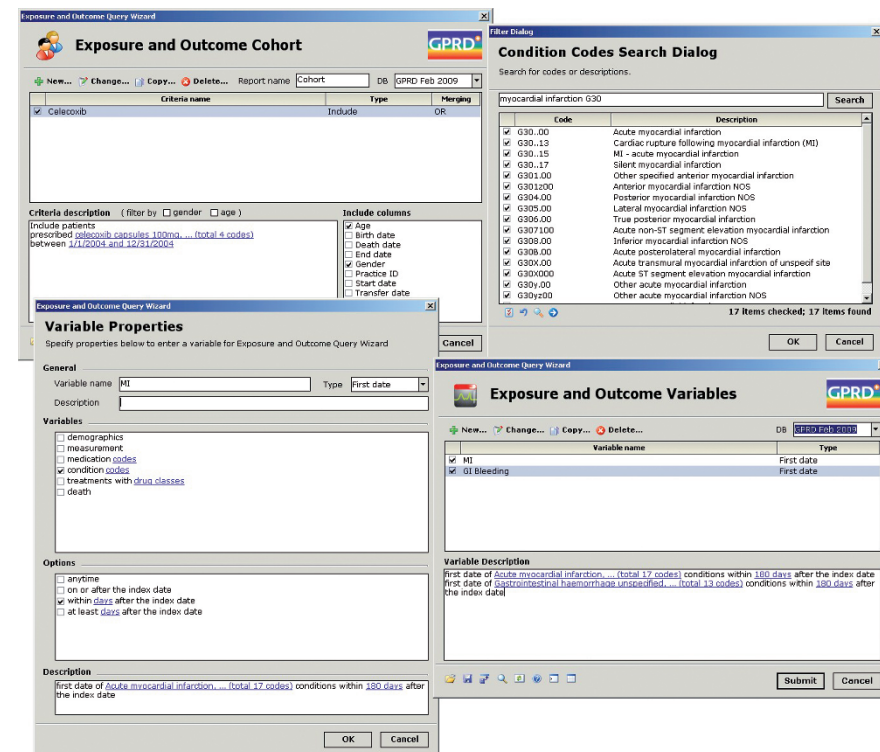 Exposure and Outcome Query Wizard
Exposure and Outcome Cohort
GPRD
New... Change... Copy... Delete... Report name Cohort DB GPRD Feb 2009
Criteria name Type Merging
Celecoxib Include OR
Criteria description ( filter by gender age ) Include columns
Include patients
prescribed celecoxib capsules 100mg, ... (total 4 codes)
between 1/1/2004 and 12/31/2004
Age
Birth date
Death date
End date
Gender
Practice ID
Start date
Transfer date
Cancel
Filter Dialog
Condition Codes Search Dialog
Search for codes or descriptions.
myocardial infarction G30 Search
Code Description
G30..00 Acute myocardial infarction
G30..13 Cardiac rupture following myocardial infarction (MI)
G30..15 MI - acute myocardial infarction
G30..17 Silent myocardial infarction
G301.00 Other specified anterior myocardial infarction
G301z00 Anterior myocardial infarction NOS
G304.00 Posterior myocardial infarction NOS
G305.00 Lateral myocardial infarction NOS
G306.00 True posterior myocardial infarction
G307100 Acute non-ST segment elevation myocardial infarction
G308.00 Inferior myocardial infarction NOS
G30B.00 Acute posterolateral myocardial infarction
G30X.00 Acute transmural myocardial infarction of unspecif site
G30X000 Acute ST segment elevation myocardial infarction
G30y.00 Other acute myocardial infarction
G30yz00 Other acute myocardial infarction NOS
17 items checked; 17 items found
OK Cancel
Exposure and Outcome Query Wizard
Variable Properties
Specify properties below to enter a variable for Exposure and Outcome Query Wizard
General
Variable name MI Type First date
Description
Variables
demographics
measurement
medication codes
condition codes
treatments with drug classes
death
Options
anytime
on or after the index date
within days after the index date
at least days after the index date
Description
first date of Acute myocardial infarction, ... (total 17 codes) conditions within 180 days after
the index date
OK Cancel
Exposure and Outcome Query Wizard
Exposure and Outcome Variables
GPRD
New... Change... Copy... Delete... DB GPRD Feb 2009
Variable name Type
MI First date
GI Bleeding First date
Variable Description
first date of Acute myocardial infarction, ... (total 17 codes) conditions within 180 days after the index date
first date of Gastrointestinal haemorrhage unspecified, ... (total 13 codes) conditions within 180 days after
the index date
Submit Cancel